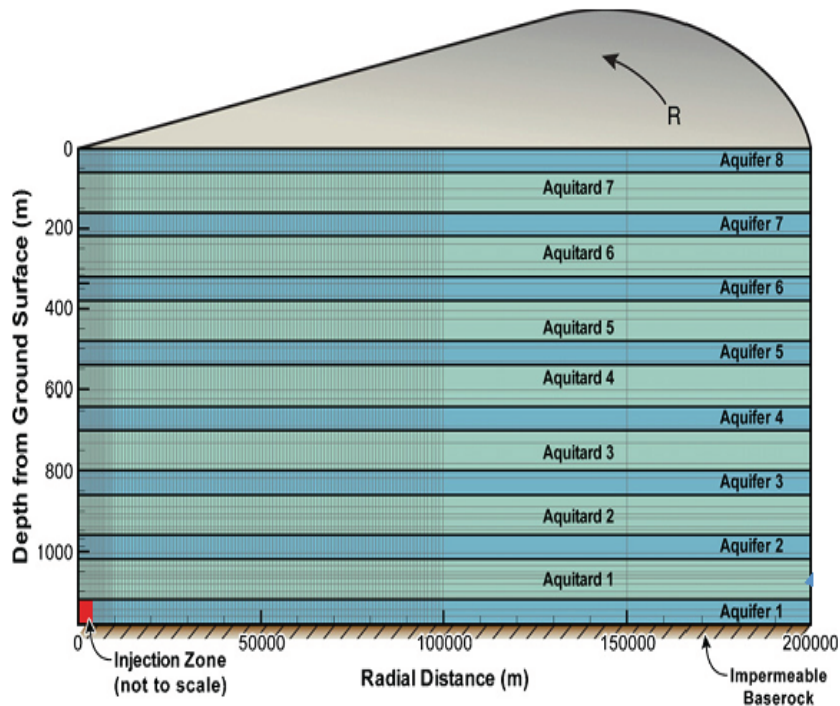 R
0
Aquifer 8
Aquitard 7
200
Aquifer 7
Aquitard 6
Aquifer 6
400
Aquitard 5
Aquifer 5
600
Aquitard 4
Aquifer 4
Aquitard 3
800
Aquifer 3
Aquitard 2
1000
Aquifer 2
Aquitard 1
Aquifer 1
Depth from Ground Surface (m)
0
50000
100000
150000
200000
Injection Zone
(not to scale)
Radial Distance (m)
Impermeable
Baserock